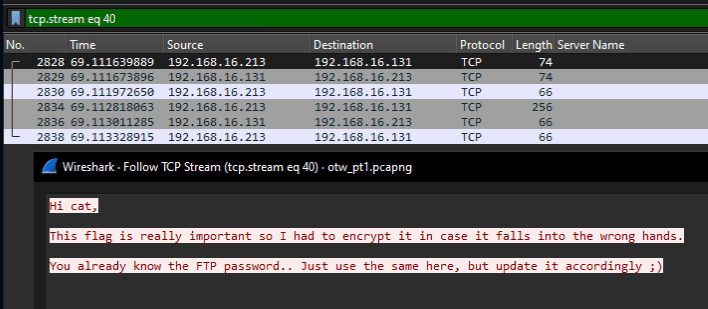 tcp.stream eq 40
No. Time Source Destination Protocol Length Server Name
2828 69.111639889 192.168.16.213 192.168.16.131 TCP 74
2829 69.111673896 192.168.16.131 192.168.16.213 TCP 74
2830 69.111972650 192.168.16.213 192.168.16.131 TCP 66
2834 69.112818063 192.168.16.213 192.168.16.131 TCP 256
2836 69.113011285 192.168.16.131 192.168.16.213 TCP 66
2838 69.113328915 192.168.16.213 192.168.16.131 TCP 66
Wireshark · Follow TCP Stream (tcp.stream eq 40) · otw_pt1.pcapng
Hi cat,
This flag is really important so I had to encrypt it in case it falls into the wrong hands.
You already know the FTP password.. Just use the same here, but update it accordingly ;)